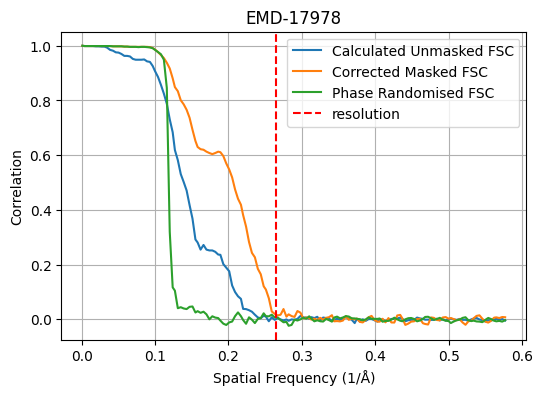 EMD-17978
Correlation
1.0
0.8
0.6
0.4
0.2
0.0
Calculated Unmasked FSC
Corrected Masked FSC
Phase Randomised FSC
resolution
0.0 0.1 0.2 0.3 0.4 0.5 0.6
Spatial Frequency (1/Å)